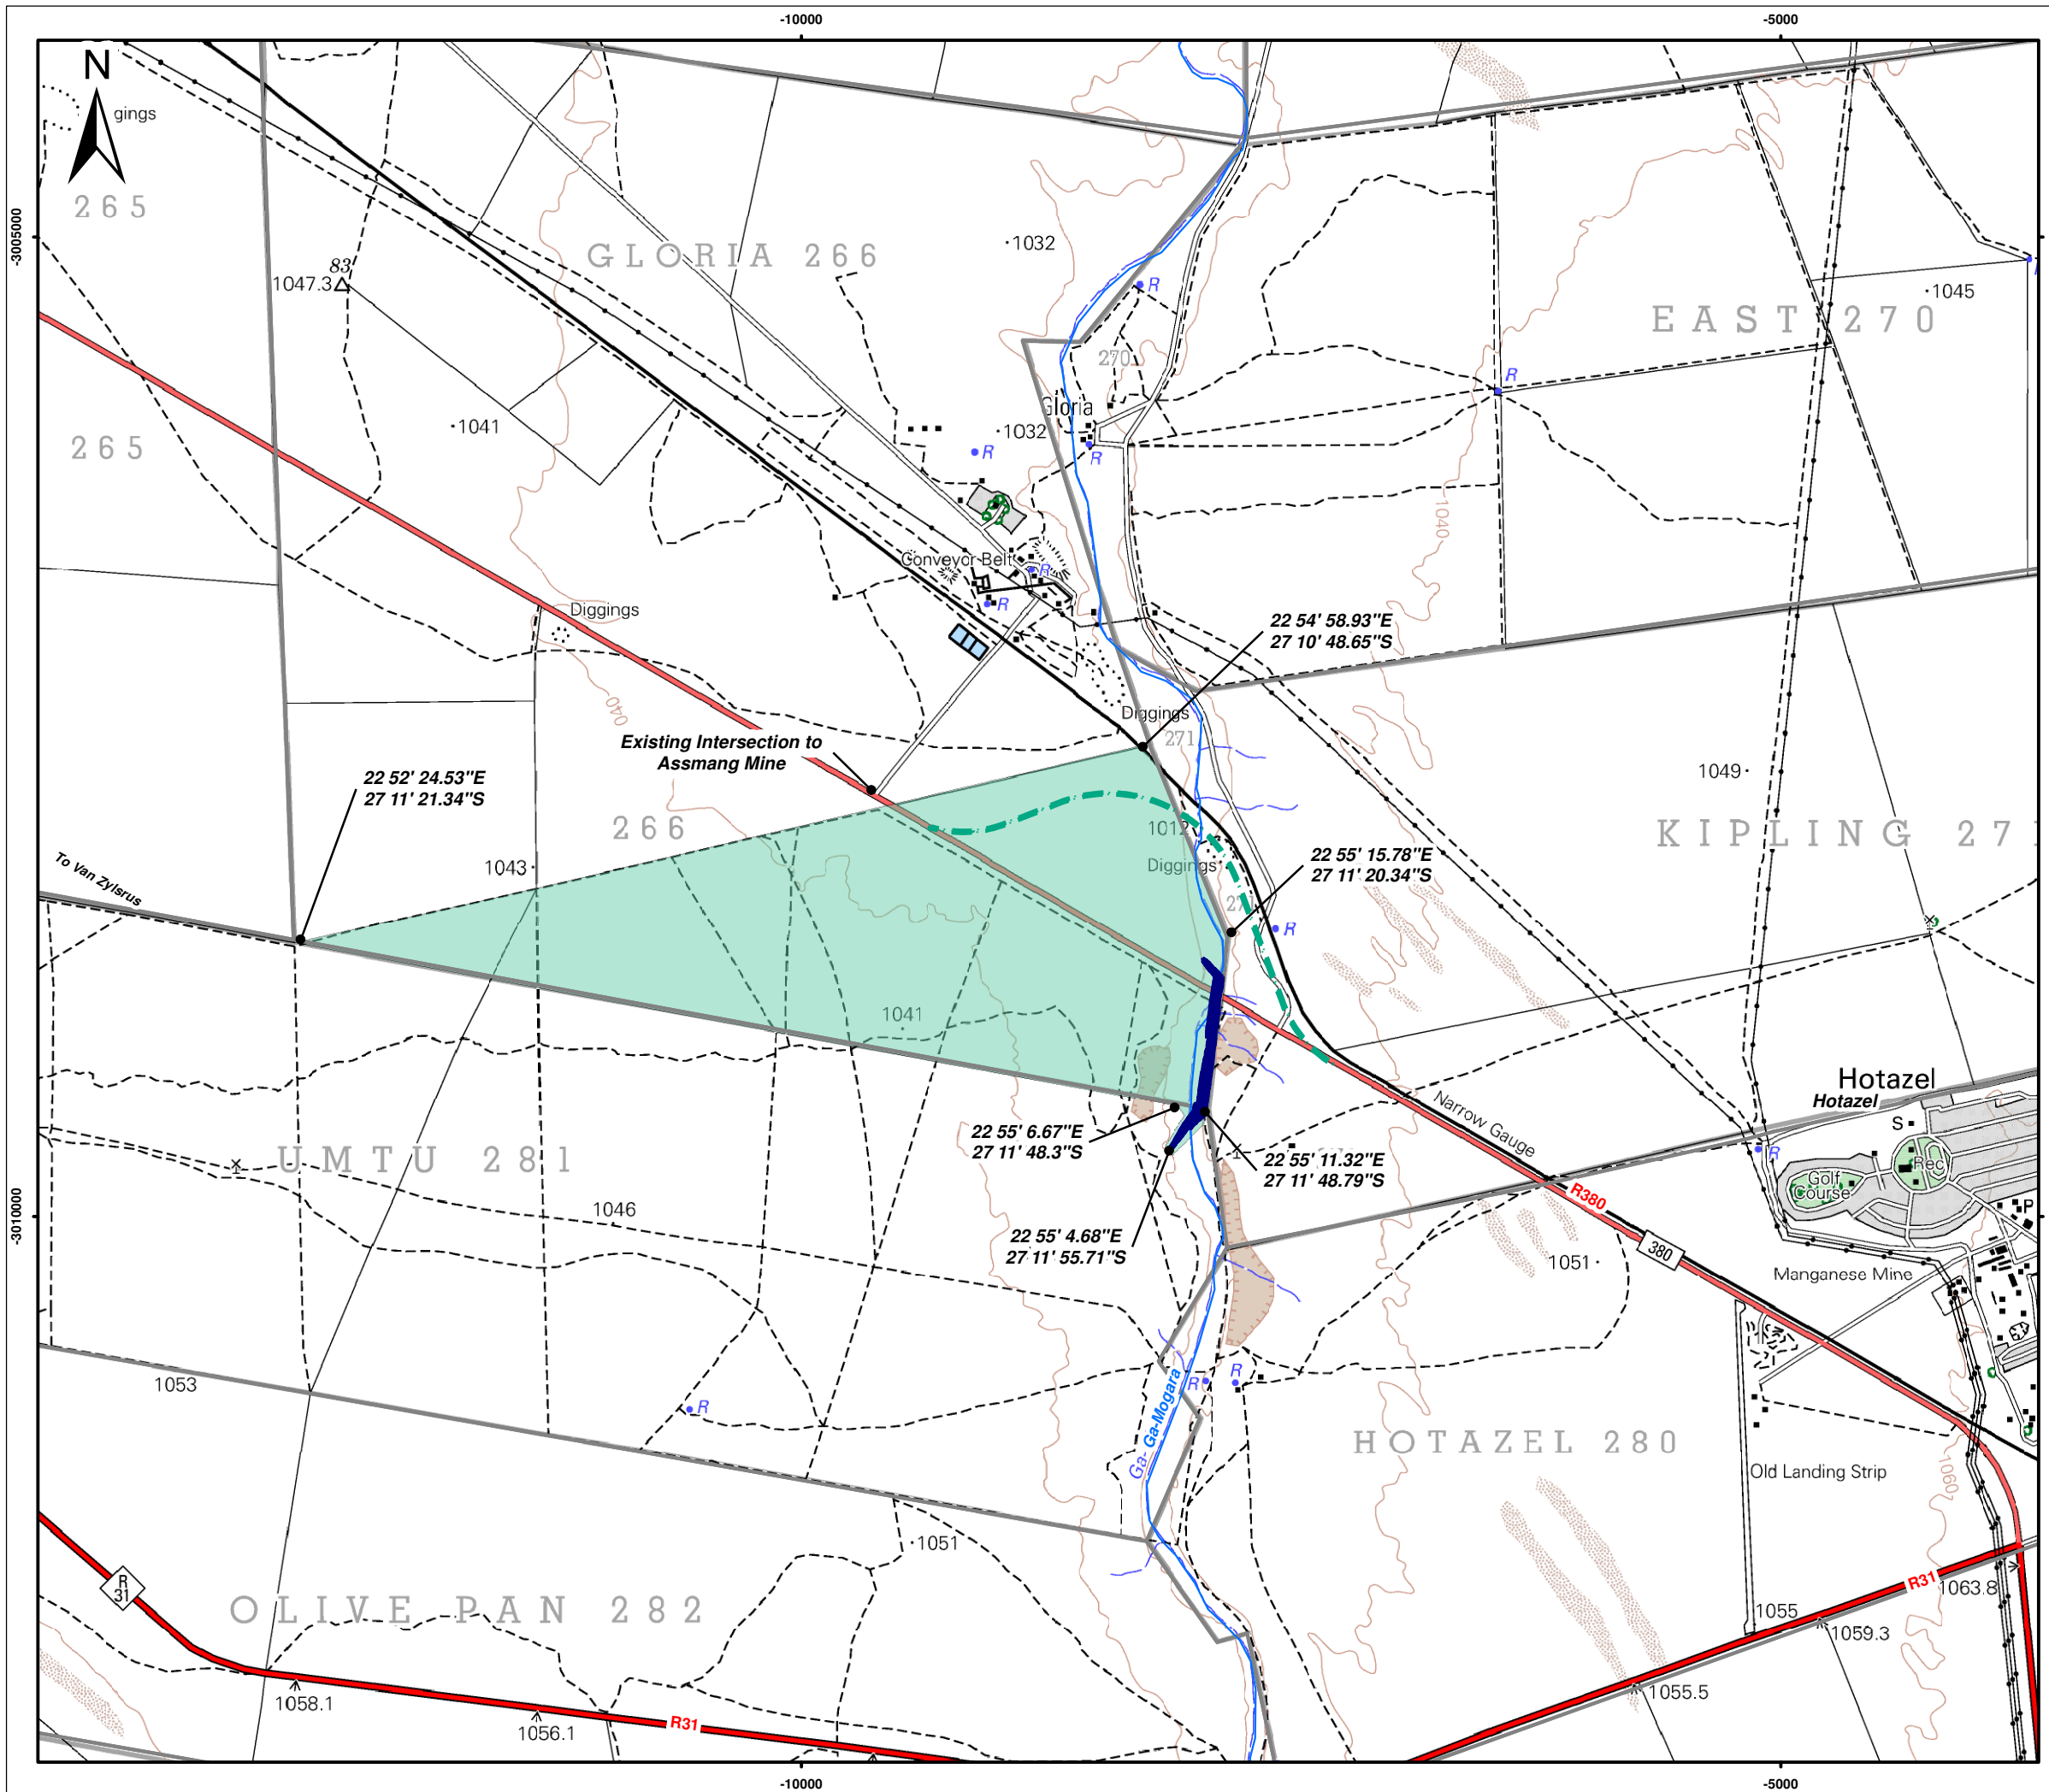 -10000
-5000
N
gings
265
-3005000
GLORIA 266
1032
83
1047.3
R
EAST 270
1045
270
R
Gloria
1041
1032
265
R
R
1040
Conveyor Belt
R
R
Diggings
22 54' 58.93"E
27 10' 48.65"S
040
Diggings
271
Existing Intersection to
Assmang Mine
1049
22 52' 24.53"E
27 11' 21.34"S
266
1012
KIPLING 271
To Van Zylsrus
1043
Diggings
22 55' 15.78"E
27 11' 20.34"S
27
R
1041
Hotazel
Hotazel
Narrow Gauge
S
22 55' 6.67"E
27 11' 48.3"S
22 55' 11.32"E
27 11' 48.79"S
R
Rec
Golf
Course
UMTU 281
R380
P
1046
-3010000
22 55' 4.68"E
27 11' 55.71"S
380
1051
Manganese Mine
1053
R
R
R
Ga-
Ga-Mogara
HOTAZEL 280
Old Landing Strip
1060
1051
R
31
OLIVE PAN 282
R31
1063.8
1055
1059.3
1058.1
1055.5
1056.1
R31
-10000
-5000